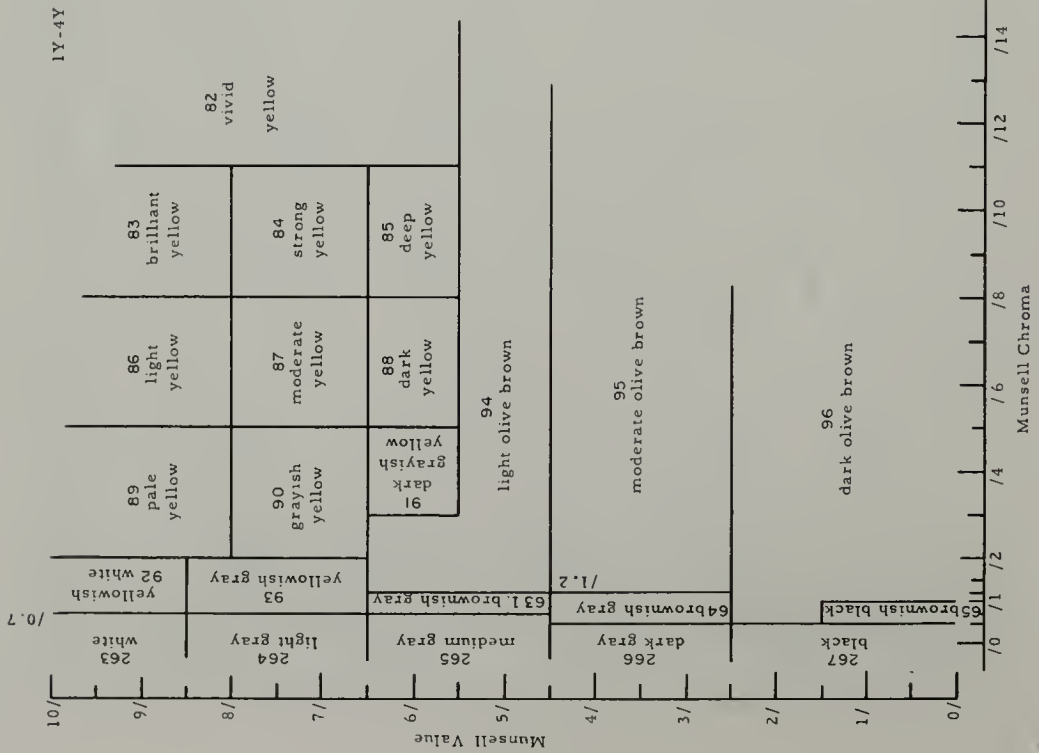 1Y-4Y
/0.7
263
white
264
light gray
265
medium gray
266
dark gray
267
black
yellowish
92 white
93
yellowish gray
63 l. brownish gray
/1.2
64 brownish gray
65 brownish black
89
pale
yellow
90
grayish
yellow
91
dark
grayish
yellow
86
light
yellow
87
moderate
yellow
88
dark
yellow
83
brilliant
yellow
84
strong
yellow
85
deep
yellow
82
vivid
yellow
94
light olive brown
95
moderate olive brown
96
dark olive brown
Munsell Value
10/
9/
8/
7/
6/
5/
4/
3/
2/
1/
0/
/0
/1
/2
/4
/6
/8
/10
/12
/14
Munsell Chroma